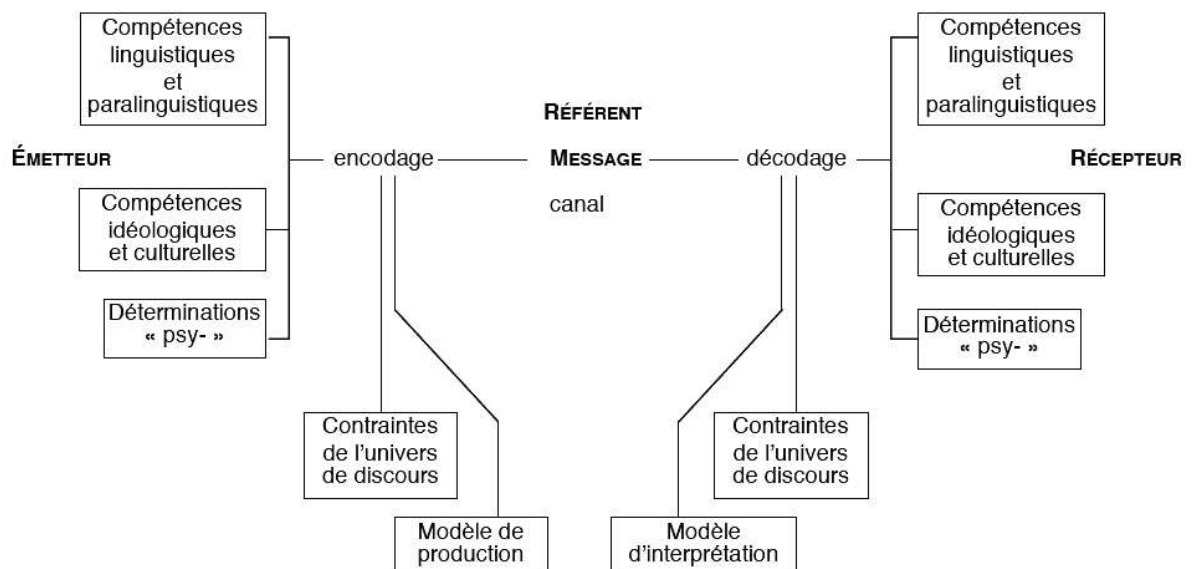 Compétences
linguistiques
et
paralinguistiques
Compétences
linguistiques
et
paralinguistiques
RÉFÉRENT
ÉMETTEUR
encodage
MESSAGE
décodage
RÉCEPTEUR
canal
Compétences
idéologiques
et culturelles
Compétences
idéologiques
et culturelles
Déterminations
« psy- »
Déterminations
« psy- »
Contraintes
de l'univers
de discours
Contraintes
de l'univers
de discours
Modèle de
production
Modèle
d'interprétation